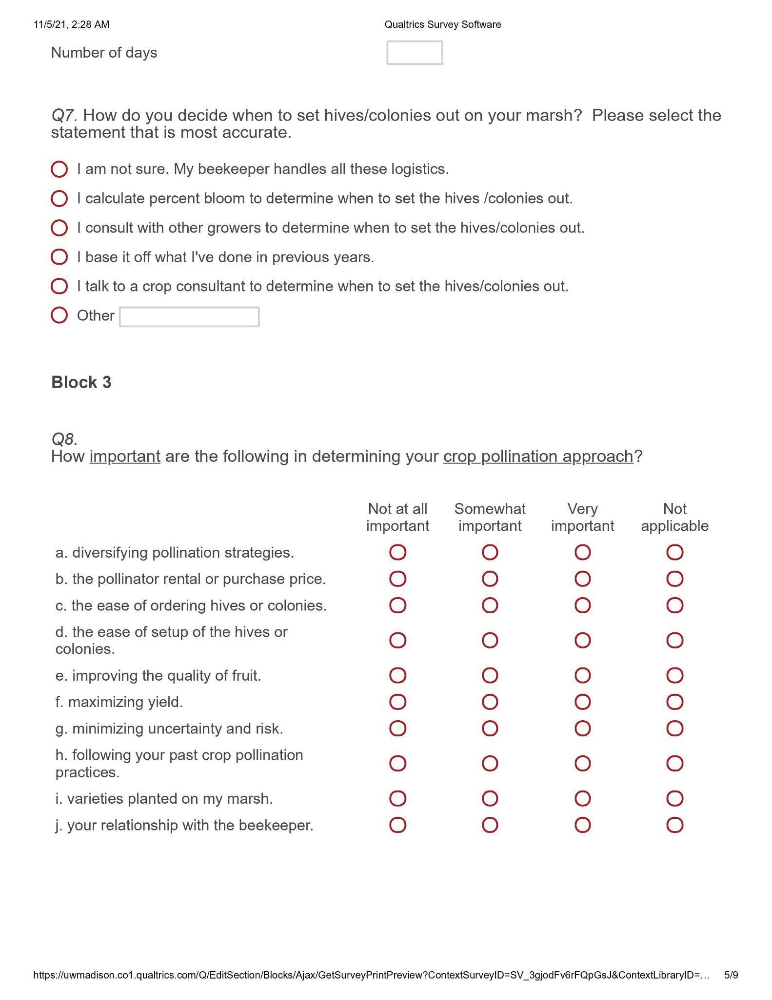 11/5/21, 2:28 AM
Qualtrics Survey Software
Number of days
Q7. How do you decide when to set hives/colonies out on your marsh?  Please select the
statement that is most accurate.
I am not sure. My beekeeper handles all these logistics.
I calculate percent bloom to determine when to set the hives /colonies out.
I consult with other growers to determine when to set the hives/colonies out.
I base it off what I've done in previous years.
I talk to a crop consultant to determine when to set the hives/colonies out.
Other
Block 3
Q8.
How important are the following in determining your crop pollination approach?
Not at all Somewhat Very Not
important important important applicable
a. diversifying pollination strategies.
b. the pollinator rental or purchase price.
c. the ease of ordering hives or colonies.
d. the ease of setup of the hives or
colonies.
e. improving the quality of fruit.
f. maximizing yield.
g. minimizing uncertainty and risk.
h. following your past crop pollination
practices.
i. varieties planted on my marsh.
j. your relationship with the beekeeper.
https://uwmadison.co1.qualtrics.com/Q/EditSection/Blocks/Ajax/GetSurveyPrintPreview?ContextSurveyID=SV_3gjodFv6rFQpGsJ&ContextLibraryID=… 5/9